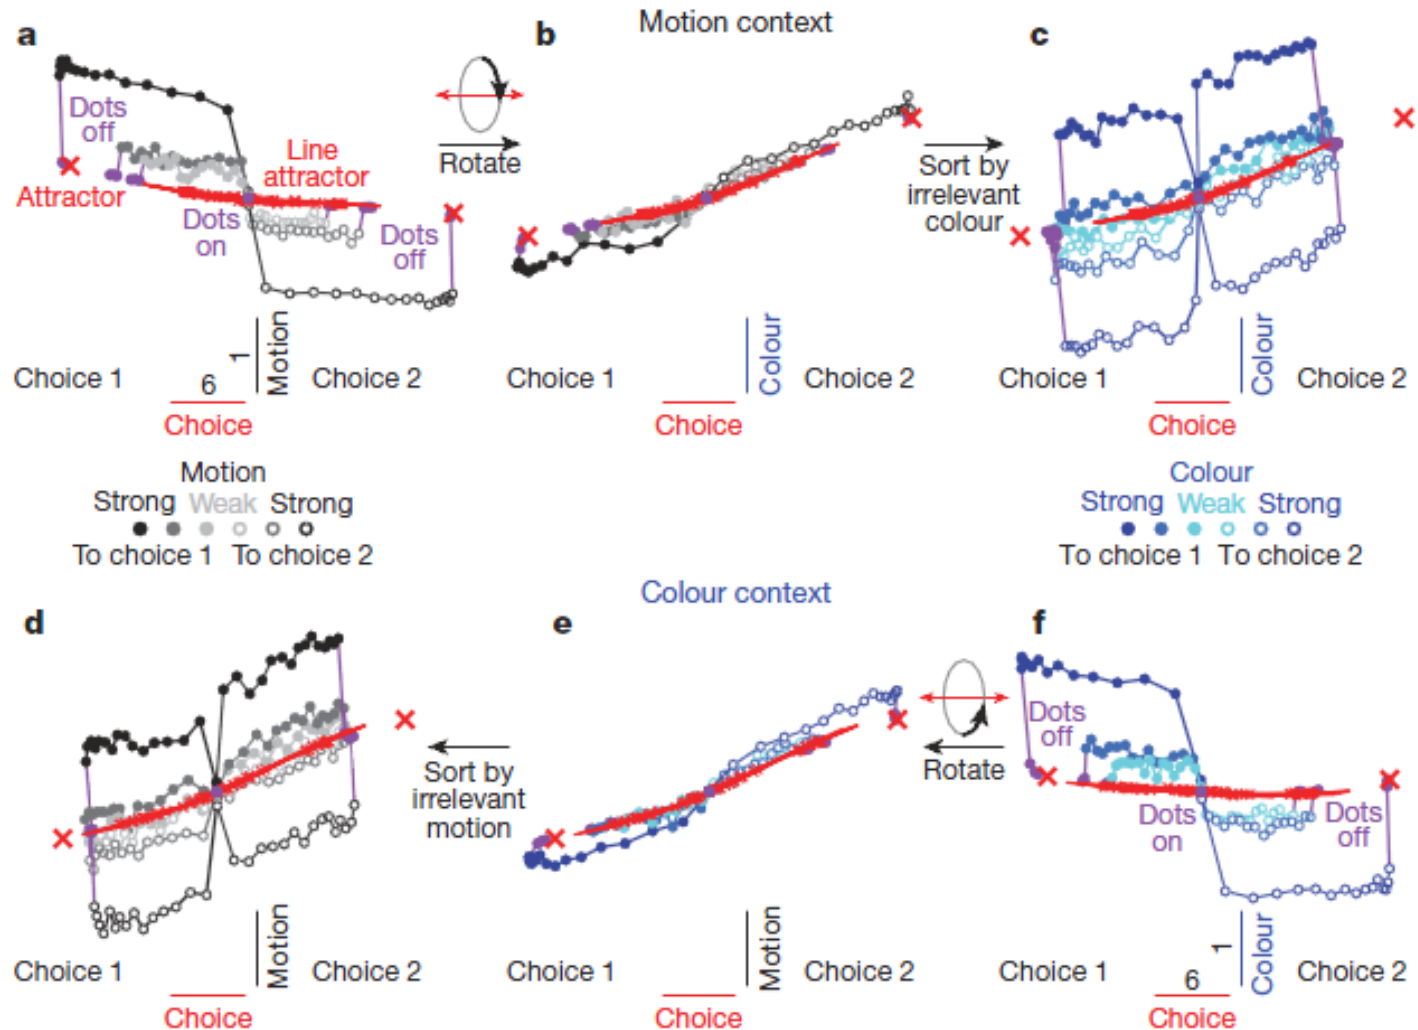 Motion context
a
b
c
Dots
off
Line
attractor
Attractor
Dots
on
Dots
off
Rotate
Sort by
irrelevant
colour
Choice 1
6
1
Motion
Choice 2
Choice
Choice 1
Colour
Choice 2
Choice
Choice 1
Colour
Choice 2
Choice
Motion
Strong Weak Strong
To choice 1 To choice 2
Colour
Strong Weak Strong
To choice 1 To choice 2
Colour context
d
e
f
Sort by
irrelevant
motion
Rotate
Dots
off
Dots
on
Dots
off
Choice 1
Motion
Choice 2
Choice
Choice 1
Motion
Choice 2
Choice
Choice 1
6
1
Colour
Choice 2
Choice